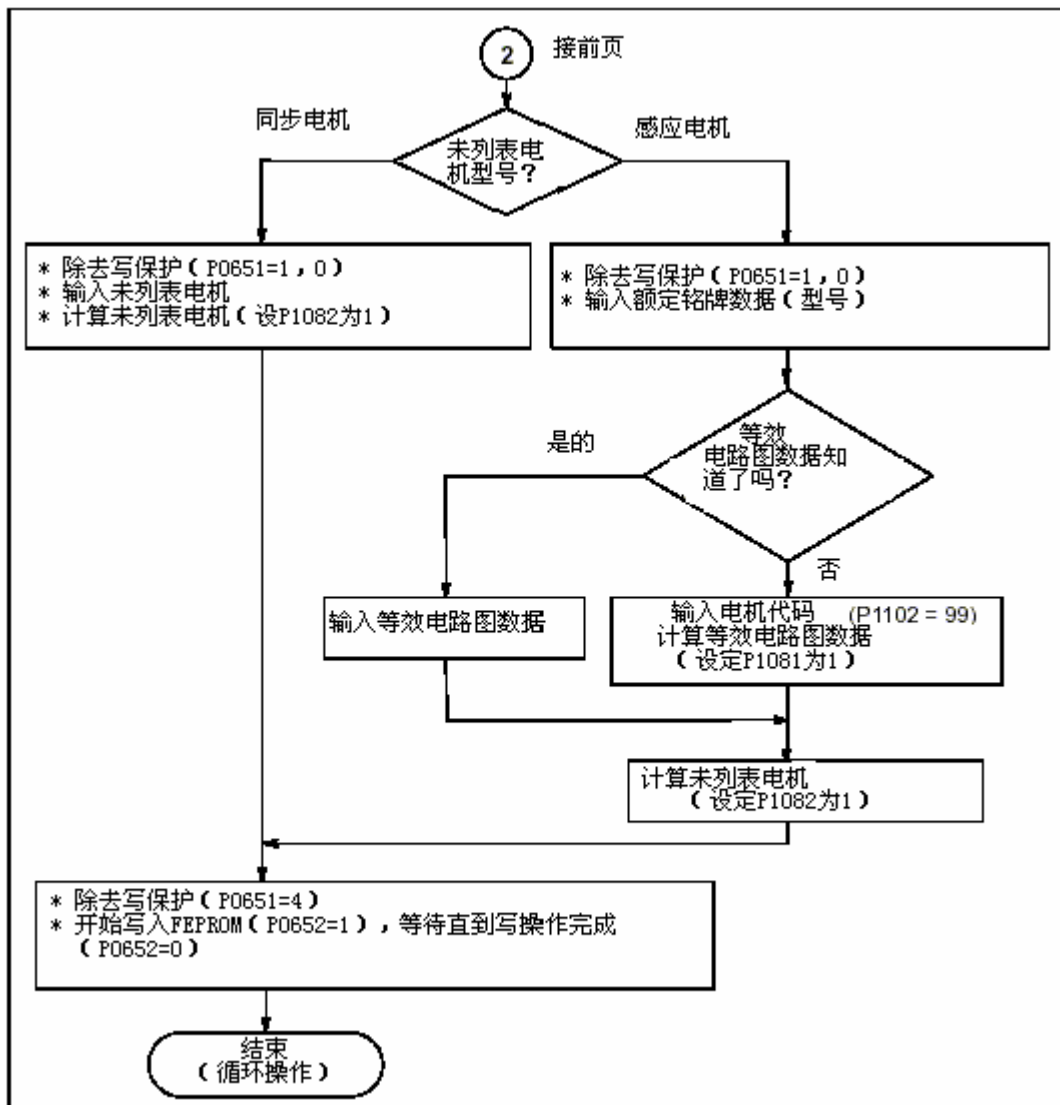 2 接前页
同步电机
感应电机
未列表电
机型号？
* 除去写保护(P0651=1，0)
* 输入未列表电机
* 计算未列表电机(设P1082为1)
* 除去写保护(P0651=1，0)
* 输入额定铭牌数据(型号)
是的
等效
电路图数据知
道了吗？
否
输入等效电路图数据
输入电机代码 (P1102 = 99)
计算等效电路图数据
(设定P1081为1)
计算未列表电机
(设定P1082为1)
* 除去写保护(P0651=4)
* 开始写入FEPROM(P0652=1)，等待直到写操作完成
(P0652=0)
结束
(循环操作)